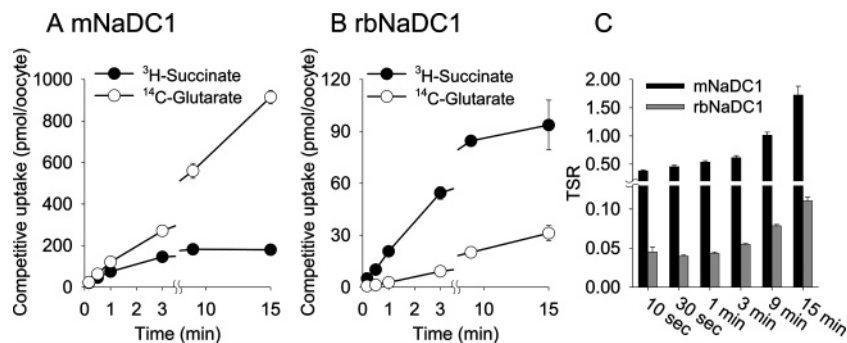 A mNaDC1
B rbNaDC1
C
Competitive uptake (pmol/oocyte)
1000
800
600
400
200
0
³H-Succinate
¹⁴C-Glutarate
0 1 3 10 15
Time (min)
Competitive uptake (pmol/oocyte)
120
90
60
30
0
³H-Succinate
¹⁴C-Glutarate
0 1 3 10 15
Time (min)
TSR
2.00
1.50
1.00
0.50
0.10
0.05
0.00
mNaDC1
rbNaDC1
10 sec
30 sec
1 min
3 min
9 min
15 min